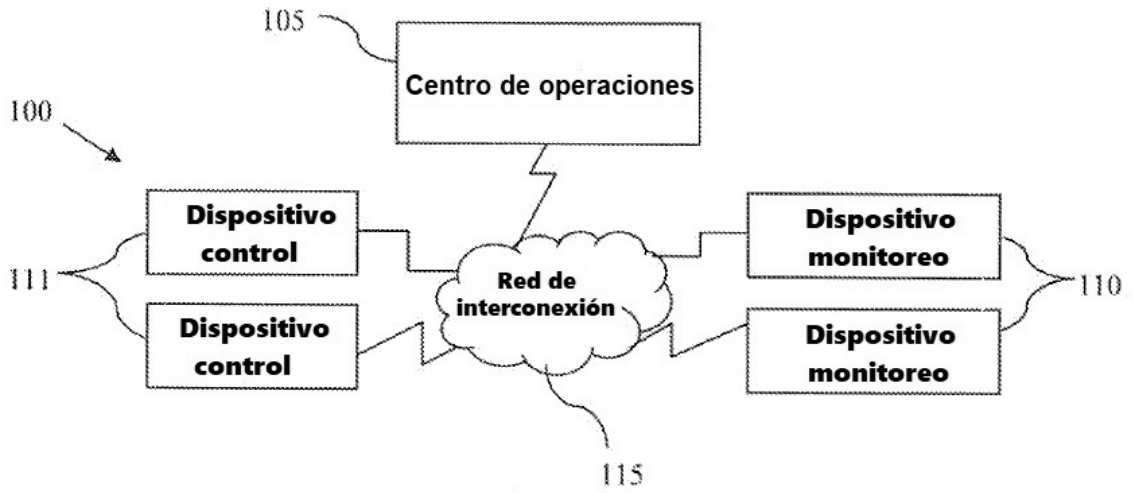 105
Centro de operaciones
100
Dispositivo
control
Dispositivo
monitoreo
111
Red de
interconexión
110
Dispositivo
control
Dispositivo
monitoreo
115